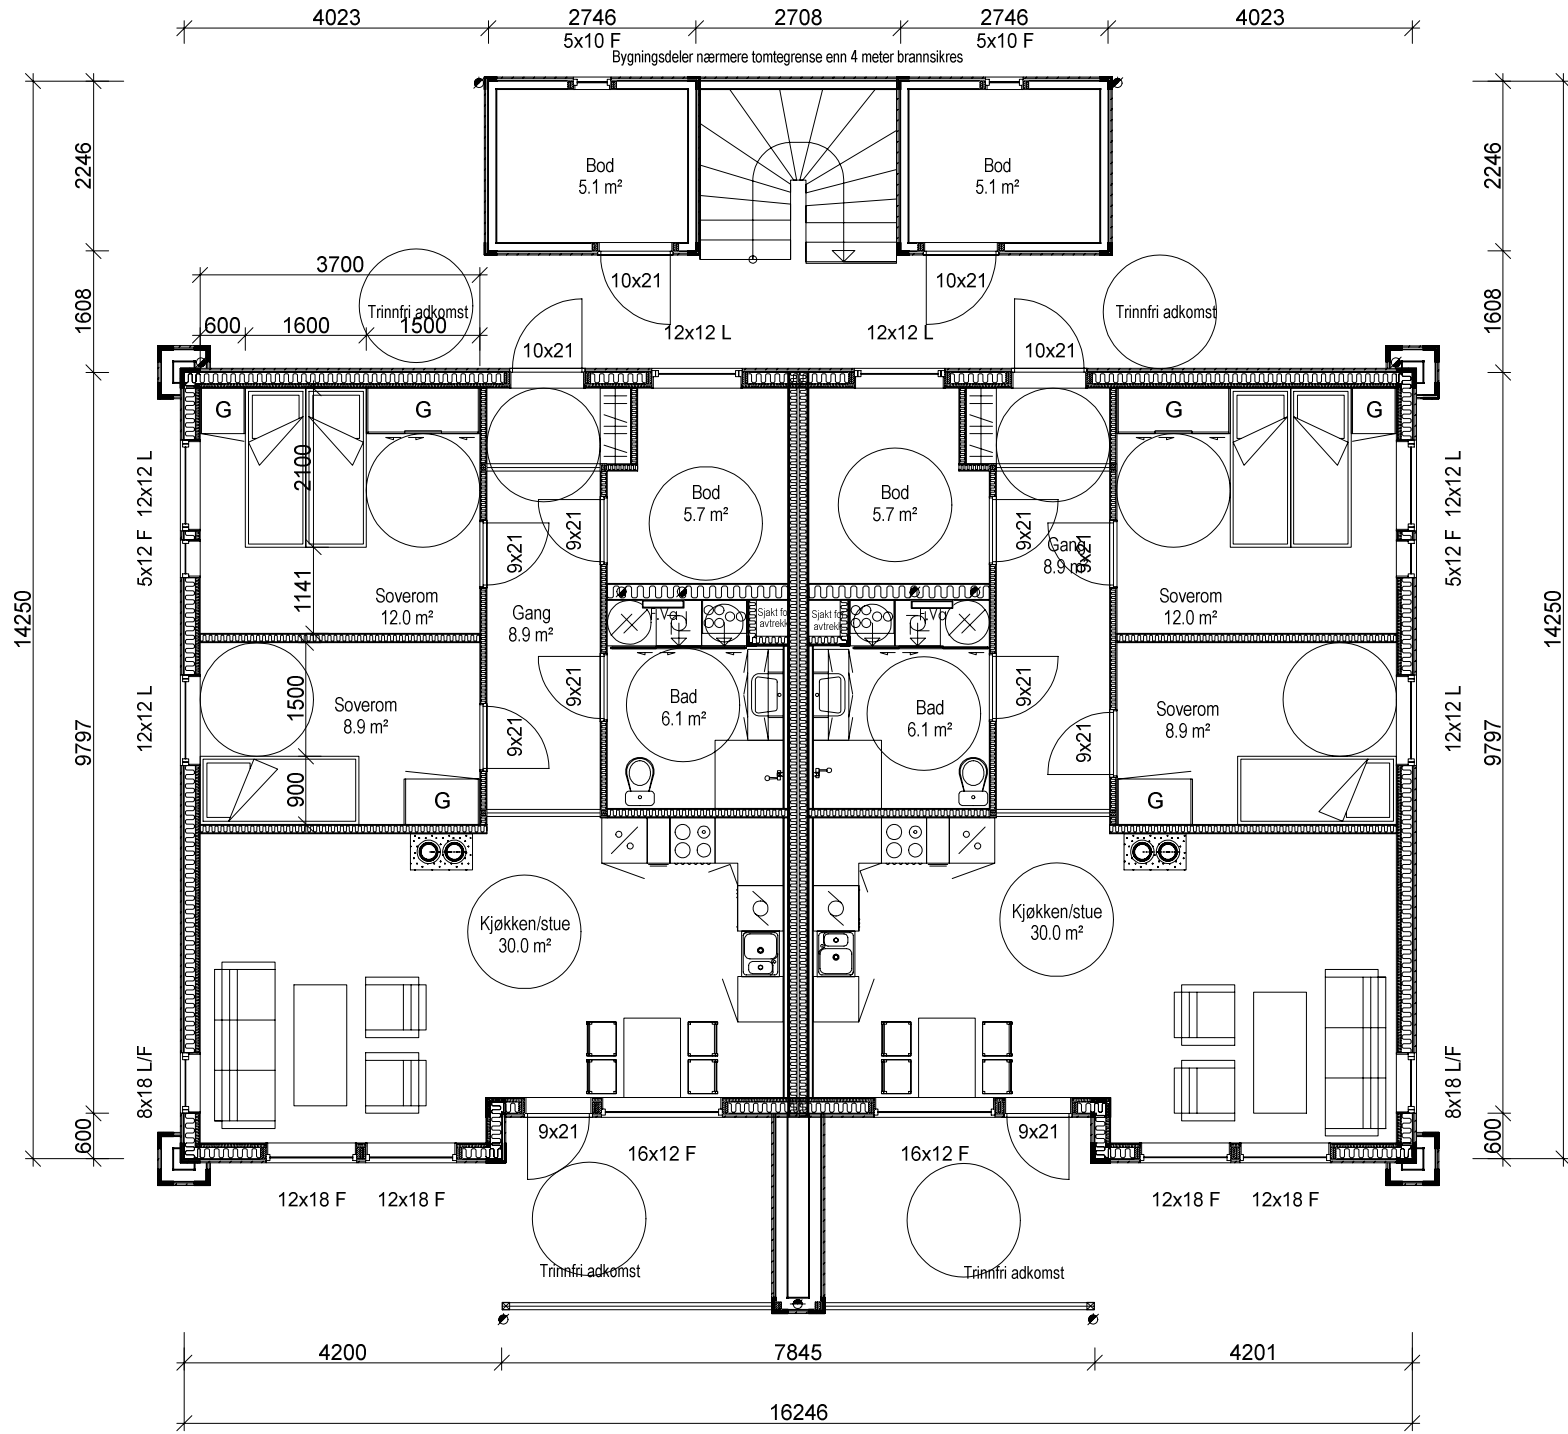 4023
2746
2708
2746
4023
5x10 F
5x10 F
Bygningsdeler nærmere tomtegrense enn 4 meter brannsikres
2246
2246
Bod
5.1 m²
Bod
5.1 m²
14250
14250
3700
10x21
10x21
1608
1608
Trinnfri adkomst
Trinnfri adkomst
600
1600
1500
12x12 L
12x12 L
10x21
10x21
G
G
G
G
2100
12x12 L
12x12 L
Bod
5.7 m²
Bod
5.7 m²
5x12 F
5x12 F
9x21
9x21
9x21
9x21
Gang
8.9 m²
Gang
8.9 m²
1141
Soverom
12.0 m²
Soverom
12.0 m²
Sjakt for
avtrekk
Sjakt for
avtrekk
12x12 L
12x12 L
1500
Soverom
8.9 m²
Soverom
8.9 m²
9x21
9x21
9x21
9x21
Bad
6.1 m²
Bad
6.1 m²
9797
9797
900
G
G
Kjøkken/stue
30.0 m²
Kjøkken/stue
30.0 m²
8x18 L/F
8x18 L/F
600
600
9x21
9x21
16x12 F
16x12 F
12x18 F
12x18 F
12x18 F
12x18 F
Trinnfri adkomst
Trinnfri adkomst
4200
7845
4201
16246